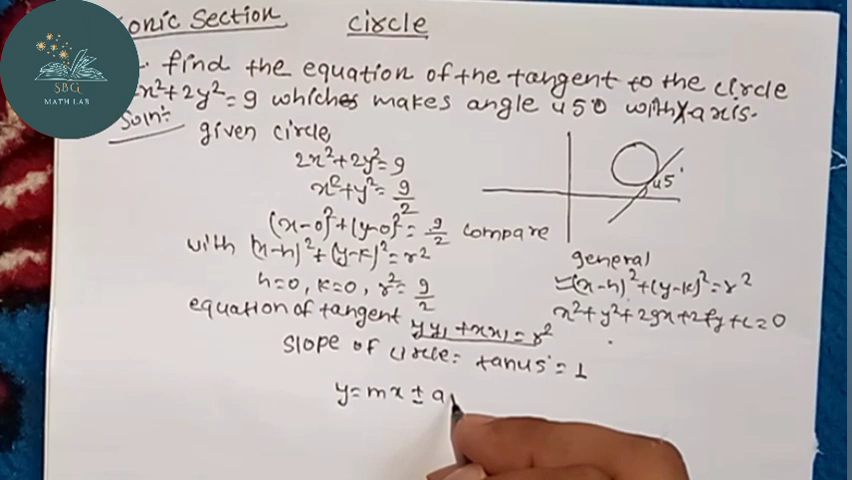 onic Section Circle
SBG
MATH LAB
find the equation of the tangent to the circle
x²+2y²=9 which makes angle 45° with x axis.
Soln:-
given circle,
2x²+2y²=9
x²+y²=9/2
(x-0)²+(y-0)²=9/2 compare
with (x-h)²+(y-k)²=r²
h=0, k=0, r²=9/2
45°
general
=(x-h)²+(y-k)²=r²
x²+y²+2gx+2fy+c=0
equation of tangent yy₁+xx₁=r²
slope of circle= tan45°=1
y=mx±a